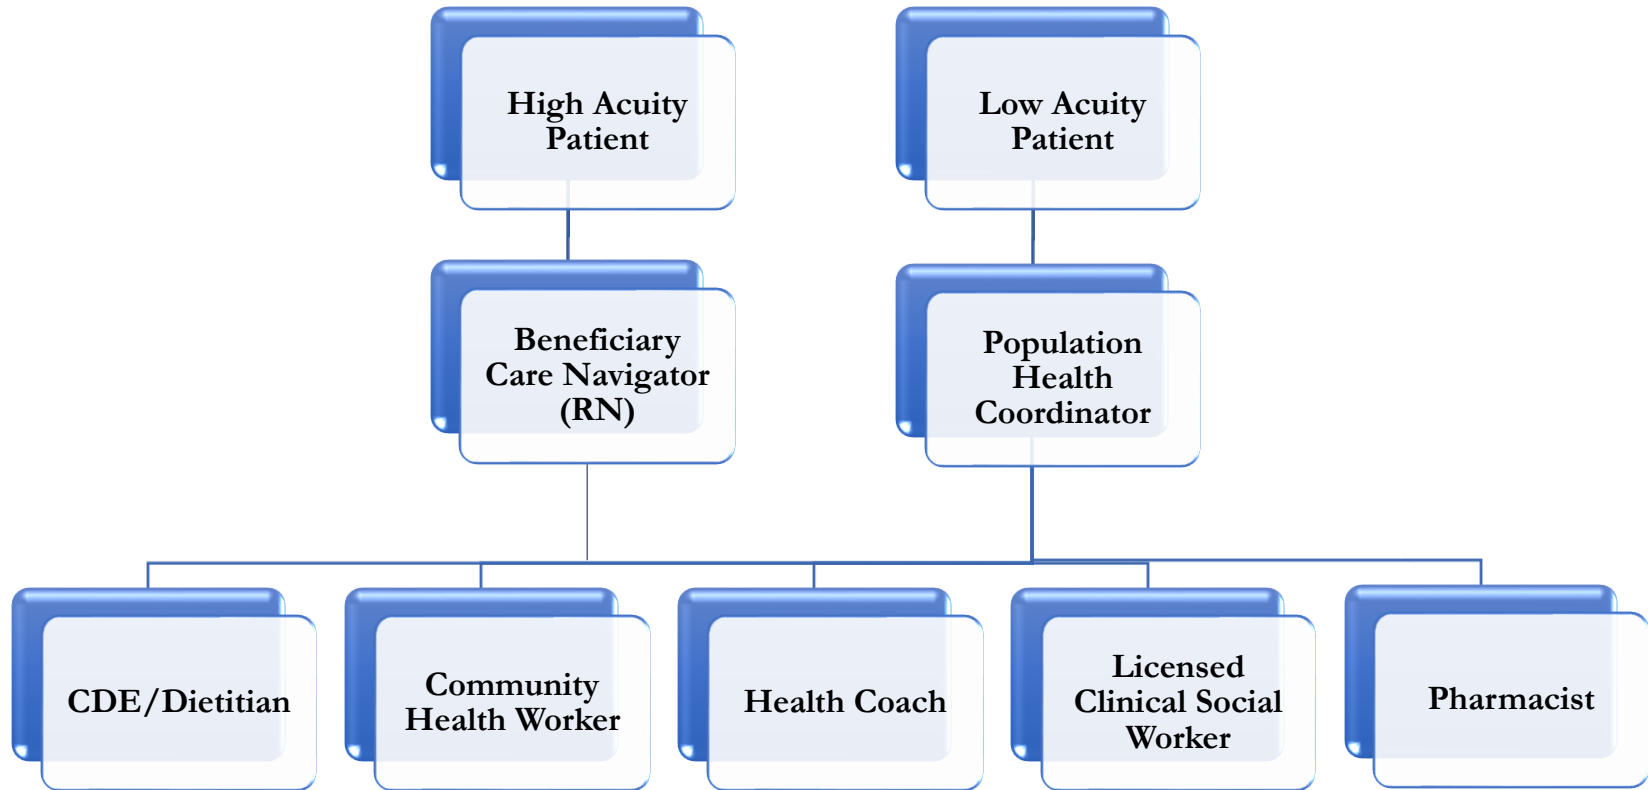 High Acuity
Patient
Low Acuity
Patient
Beneficiary
Care Navigator
(RN)
Population
Health
Coordinator
CDE/Dietitian
Community
Health Worker
Health Coach
Licensed
Clinical Social
Worker
Pharmacist